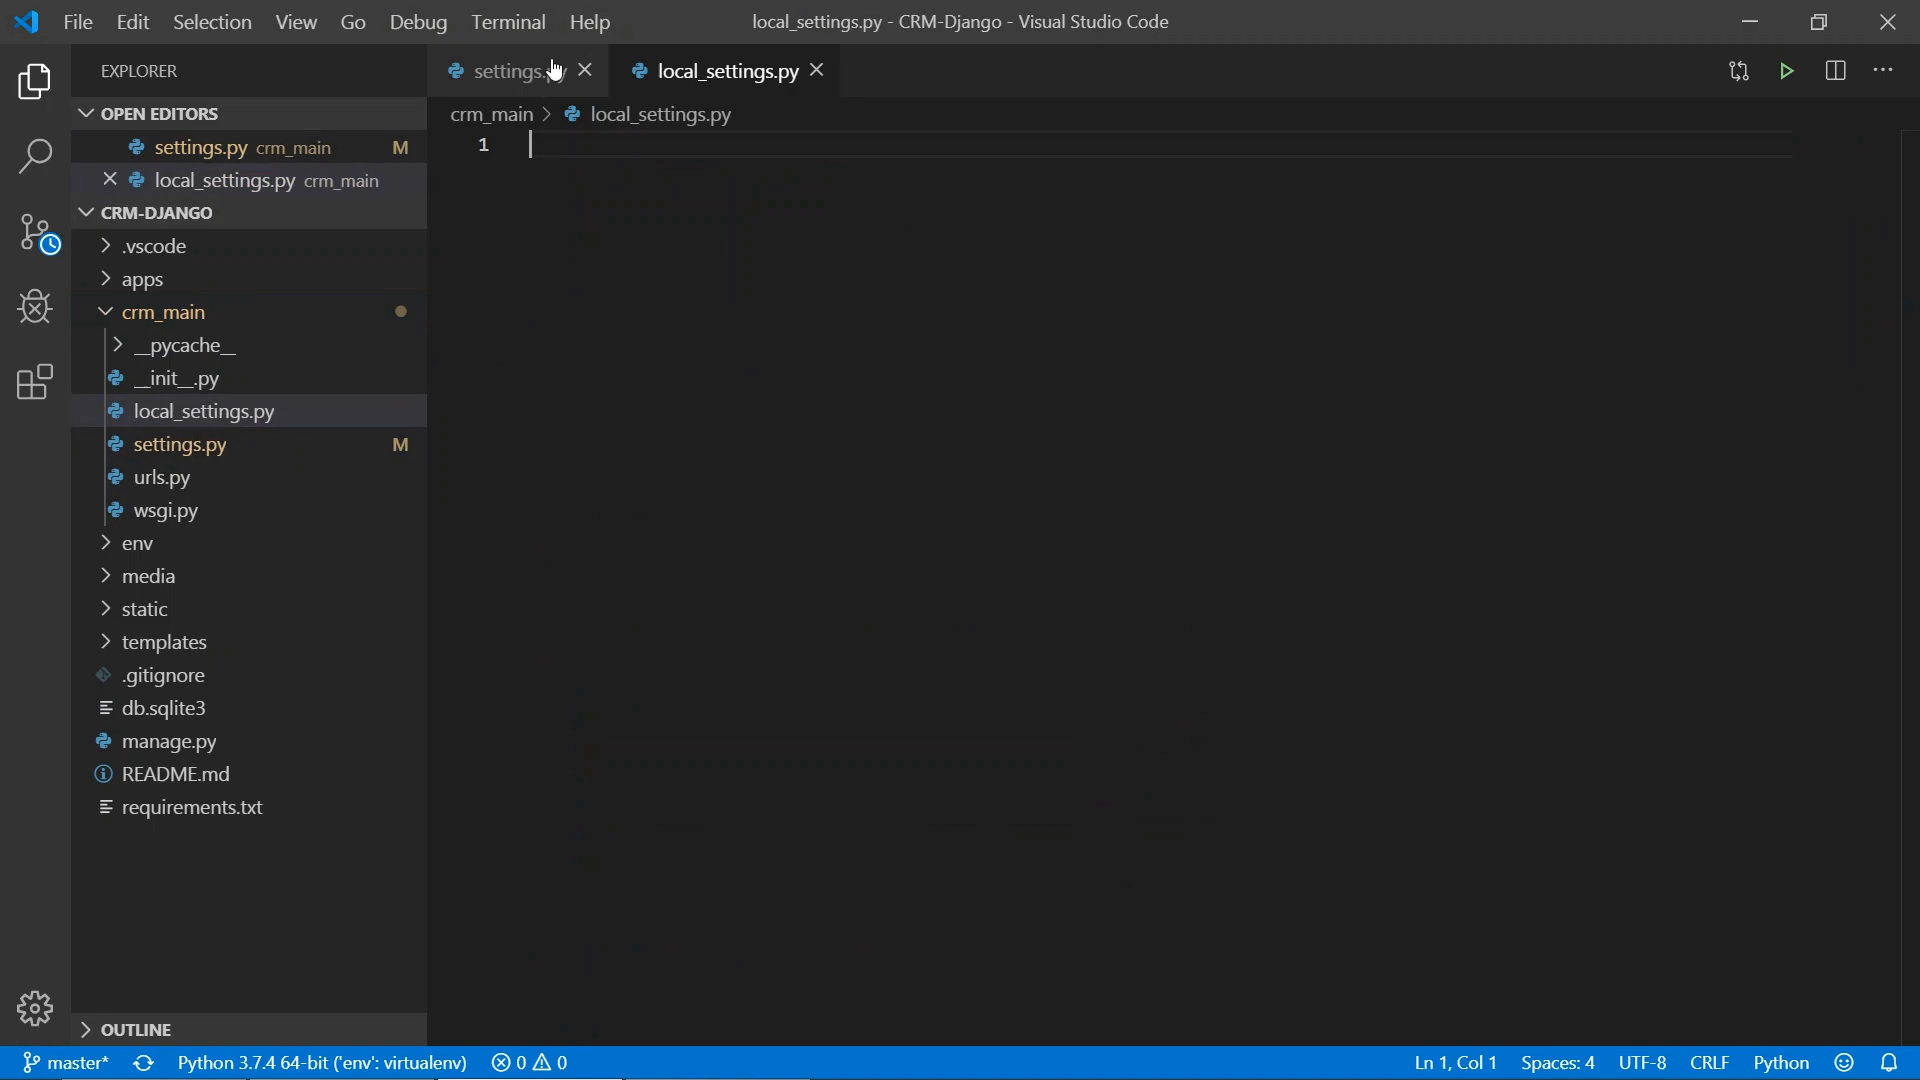 File Edit Selection View Go Debug Terminal Help
local_settings.py - CRM-Django - Visual Studio Code
EXPLORER
OPEN EDITORS
settings.py crm_main M
local_settings.py crm_main
CRM-DJANGO
.vscode
apps
crm_main
__pycache__
__init__.py
local_settings.py
settings.py M
urls.py
wsgi.py
env
media
static
templates
.gitignore
db.sqlite3
manage.py
README.md
requirements.txt
OUTLINE
settings.py
local_settings.py
crm_main > local_settings.py
1
master* Python 3.7.4 64-bit ('env': virtualenv) 0 0 Ln 1, Col 1 Spaces: 4 UTF-8 CRLF Python